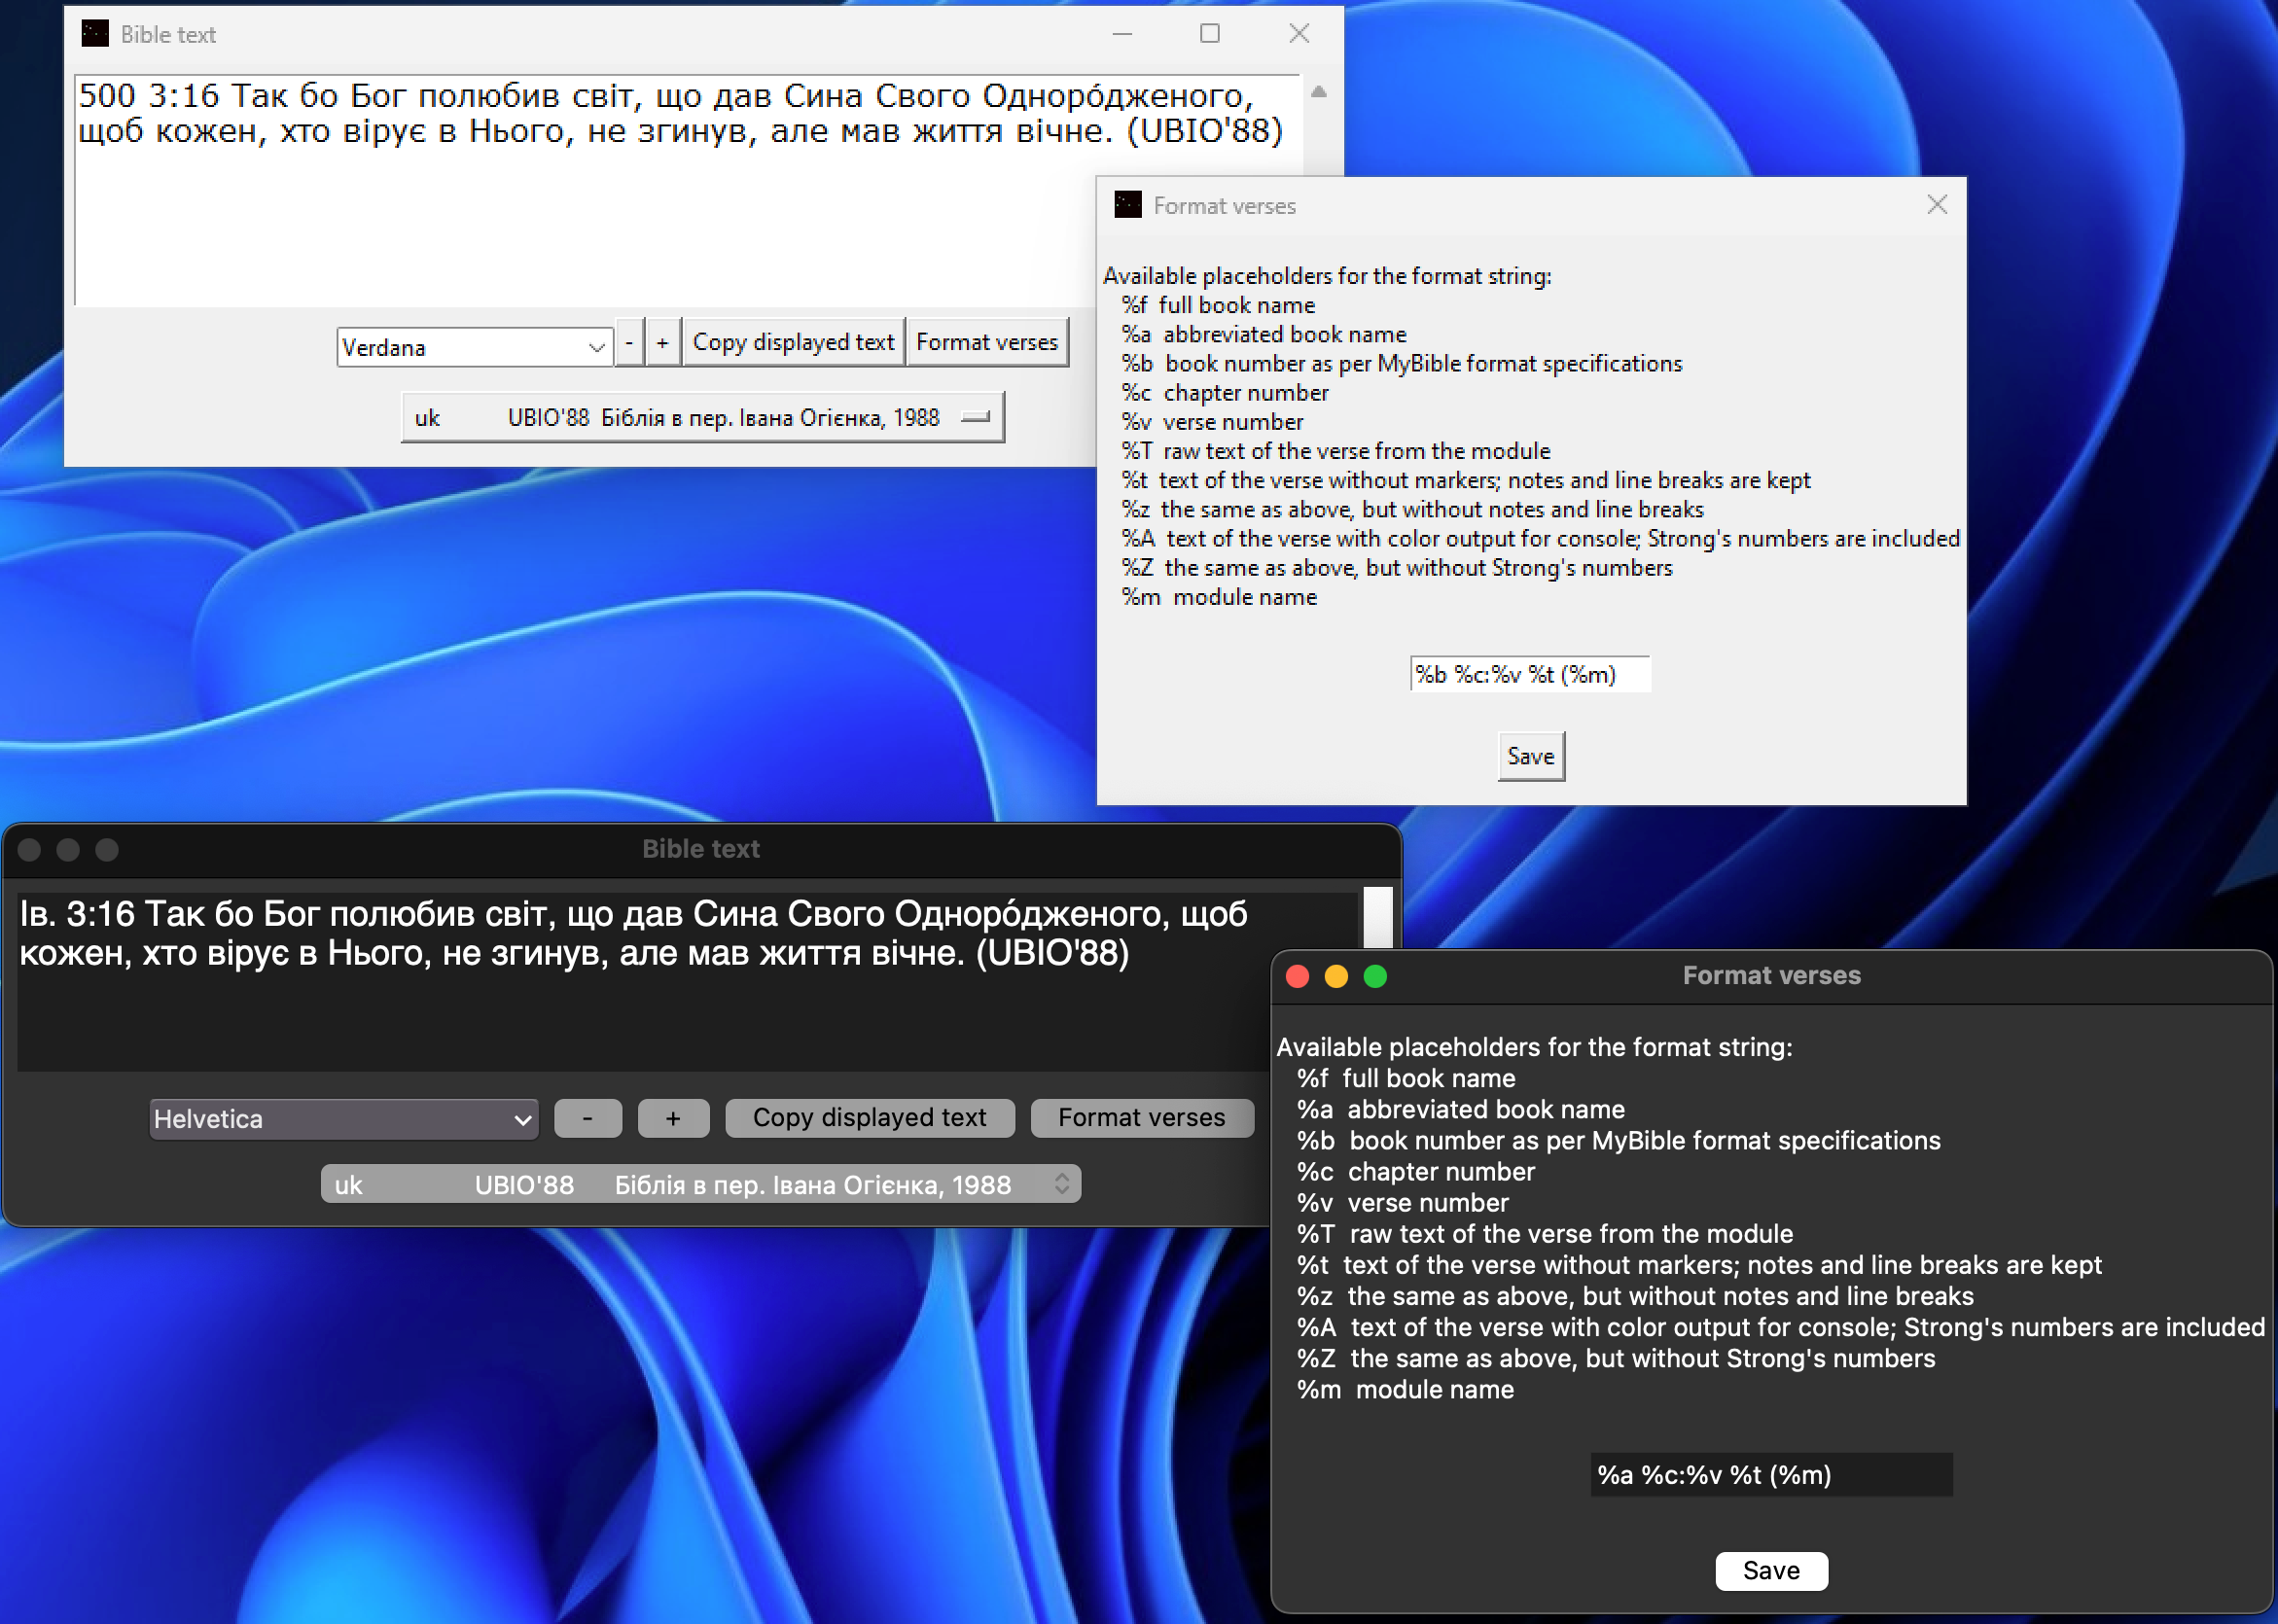 Bible text
500 3:16 Так бо Бог полюбив світ, що дав Сина Свого Одноро́дженого,
щоб кожен, хто вірує в Нього, не згинув, але мав життя вічне. (UBIO'88)
Verdana
-
+
Copy displayed text
Format verses
uk UBIO'88 Біблія в пер. Івана Огієнка, 1988
Format verses
Available placeholders for the format string:
%f full book name
%a abbreviated book name
%b book number as per MyBible format specifications
%c chapter number
%v verse number
%T raw text of the verse from the module
%t text of the verse without markers; notes and line breaks are kept
%z the same as above, but without notes and line breaks
%A text of the verse with color output for console; Strong's numbers are included
%Z the same as above, but without Strong's numbers
%m module name
%b %c:%v %t (%m)
Save
Bible text
Ів. 3:16 Так бо Бог полюбив світ, що дав Сина Свого Одноро́дженого, щоб
кожен, хто вірує в Нього, не згинув, але мав життя вічне. (UBIO'88)
Helvetica
-
+
Copy displayed text
Format verses
uk UBIO'88 Біблія в пер. Івана Огієнка, 1988
Format verses
Available placeholders for the format string:
%f full book name
%a abbreviated book name
%b book number as per MyBible format specifications
%c chapter number
%v verse number
%T raw text of the verse from the module
%t text of the verse without markers; notes and line breaks are kept
%z the same as above, but without notes and line breaks
%A text of the verse with color output for console; Strong's numbers are included
%Z the same as above, but without Strong's numbers
%m module name
%a %c:%v %t (%m)
Save